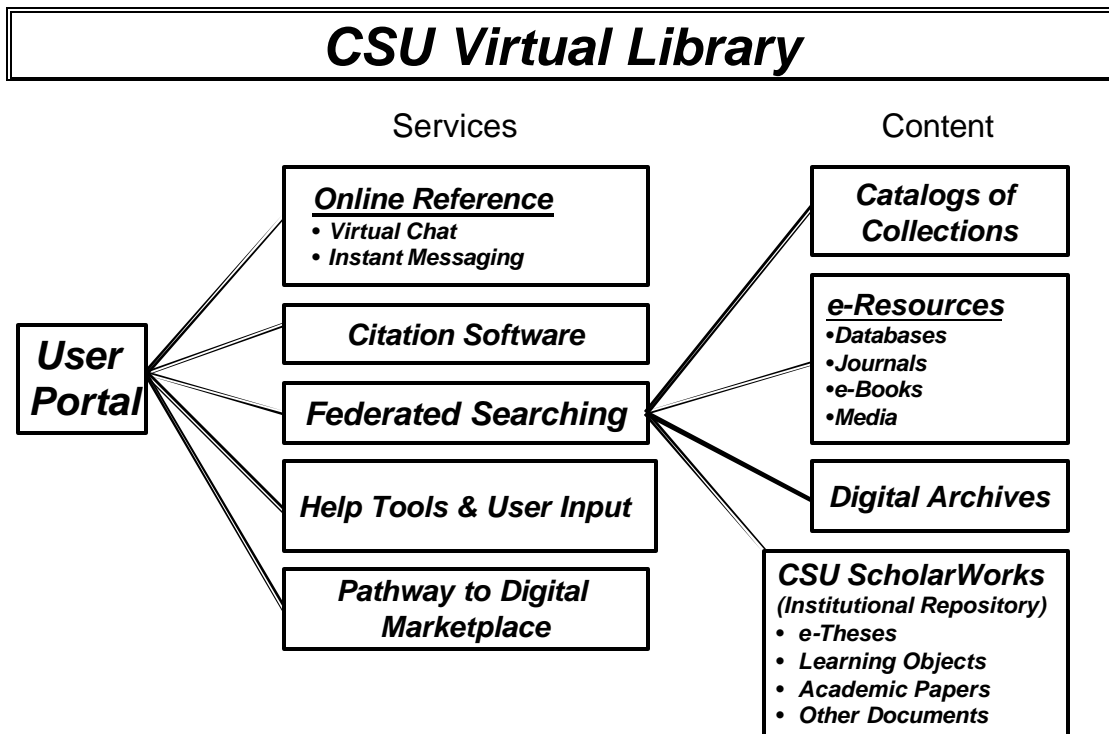 CSU Virtual Library
Services
Content
User
Portal
Online Reference
• Virtual Chat
• Instant Messaging
Citation Software
Federated Searching
Help Tools & User Input
Pathway to Digital
Marketplace
Catalogs of
Collections
e-Resources
•Databases
•Journals
•e-Books
•Media
Digital Archives
CSU ScholarWorks
(Institutional Repository)
• e-Theses
• Learning Objects
• Academic Papers
• Other Documents